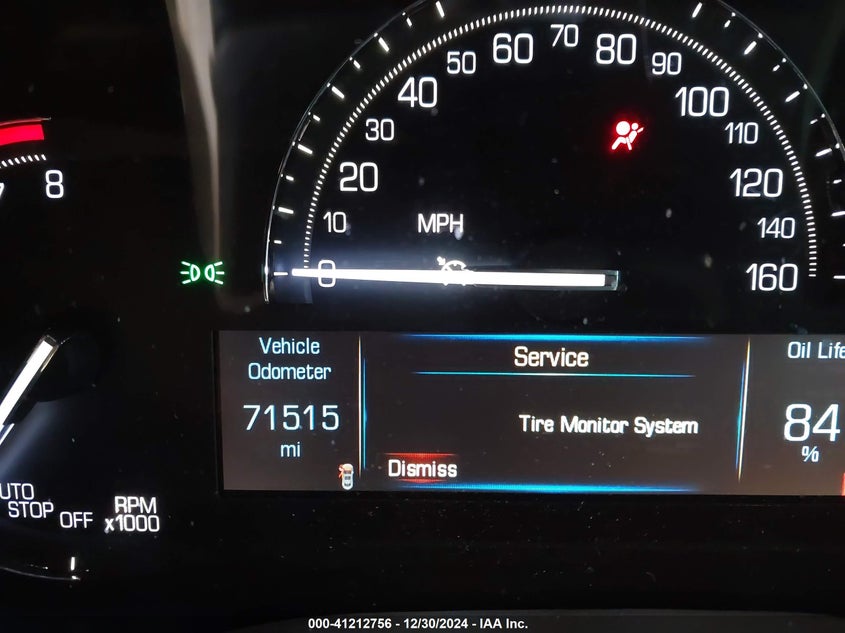 10
20
30
40
50
60
70
80
90
100
110
120
140
160
0
MPH
8
Vehicle
Odometer
71515
mi
Service
Tire Monitor System
Dismiss
Oil Life
84
%
STOP
OFF
RPM
x1000
000-41212756 - 12/30/2024 - IAA Inc.